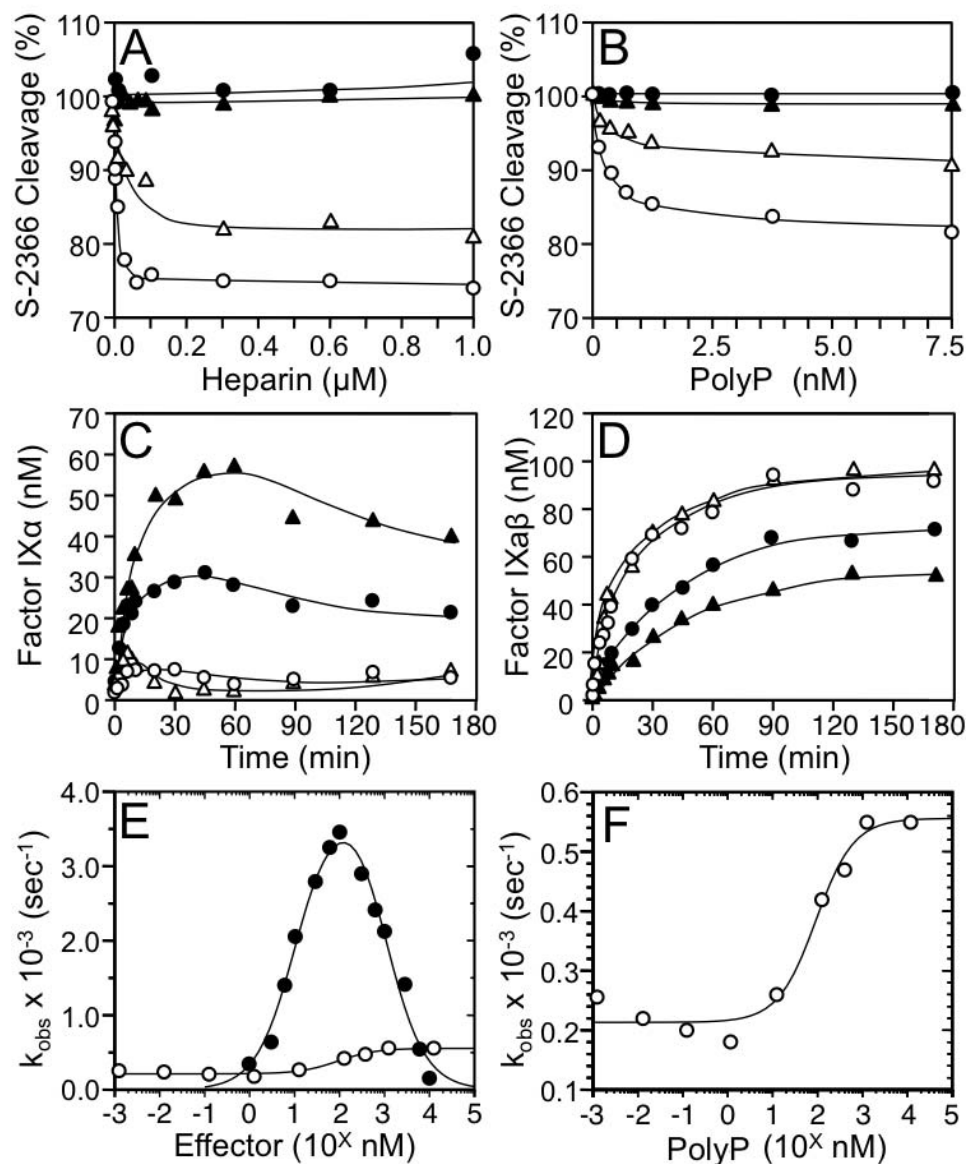 A
S-2366 Cleavage (%)
110
100
90
80
70
0.0 0.2 0.4 0.6 0.8 1.0
Heparin (µM)
B
S-2366 Cleavage (%)
110
100
90
80
70
0 2.5 5.0 7.5
PolyP (nM)
C
Factor IXα (nM)
70
60
50
40
30
20
10
0
0 30 60 90 120 150 180
Time (min)
D
Factor IXaβ (nM)
120
100
80
60
40
20
0
0 30 60 90 130 150 180
Time (min)
E
k_obs x 10⁻³ (sec⁻¹)
4.0
3.0
2.0
1.0
0.0
-3 -2 -1 0 1 2 3 4 5
Effector (10ˣ nM)
F
k_obs x 10⁻³ (sec⁻¹)
0.6
0.5
0.4
0.3
0.2
0.1
-3 -2 -1 0 1 2 3 4 5
PolyP (10ˣ nM)